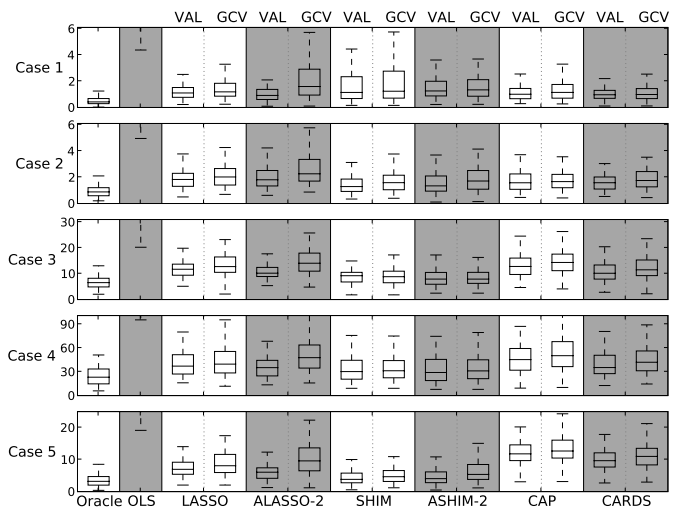 VAL GCV VAL GCV VAL GCV VAL GCV VAL GCV VAL GCV
6
4
Case 1
2
0
6
4
Case 2
2
0
30
20
Case 3
10
0
90
60
Case 4
30
0
20
Case 5
10
0
Oracle OLS LASSO ALASSO-2 SHIM ASHIM-2 CAP CARDS